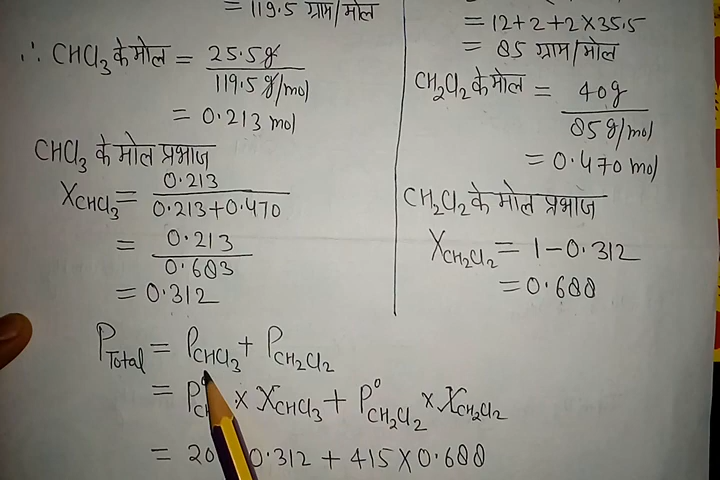 = 119.5 ग्राम/मोल
∴ CHCl3 के मोल = 25.5g / 119.5 g/mol
= 0.213 mol
CHCl3 के मोल प्रभाज
XCHCl3 = 0.213 / 0.213+0.470
= 0.213 / 0.683
= 0.312
= 12+2+2×35.5
= 85 ग्राम/मोल
CH2Cl2 के मोल = 40g / 85 g/mol
= 0.470 mol
CH2Cl2 के मोल प्रभाज
XCH2Cl2 = 1-0.312
= 0.688
PTotal = PCHCl3 + PCH2Cl2
= P° × XCHCl3 + P°CH2Cl2 × XCH2Cl2
= 20 0.312 + 415×0.688